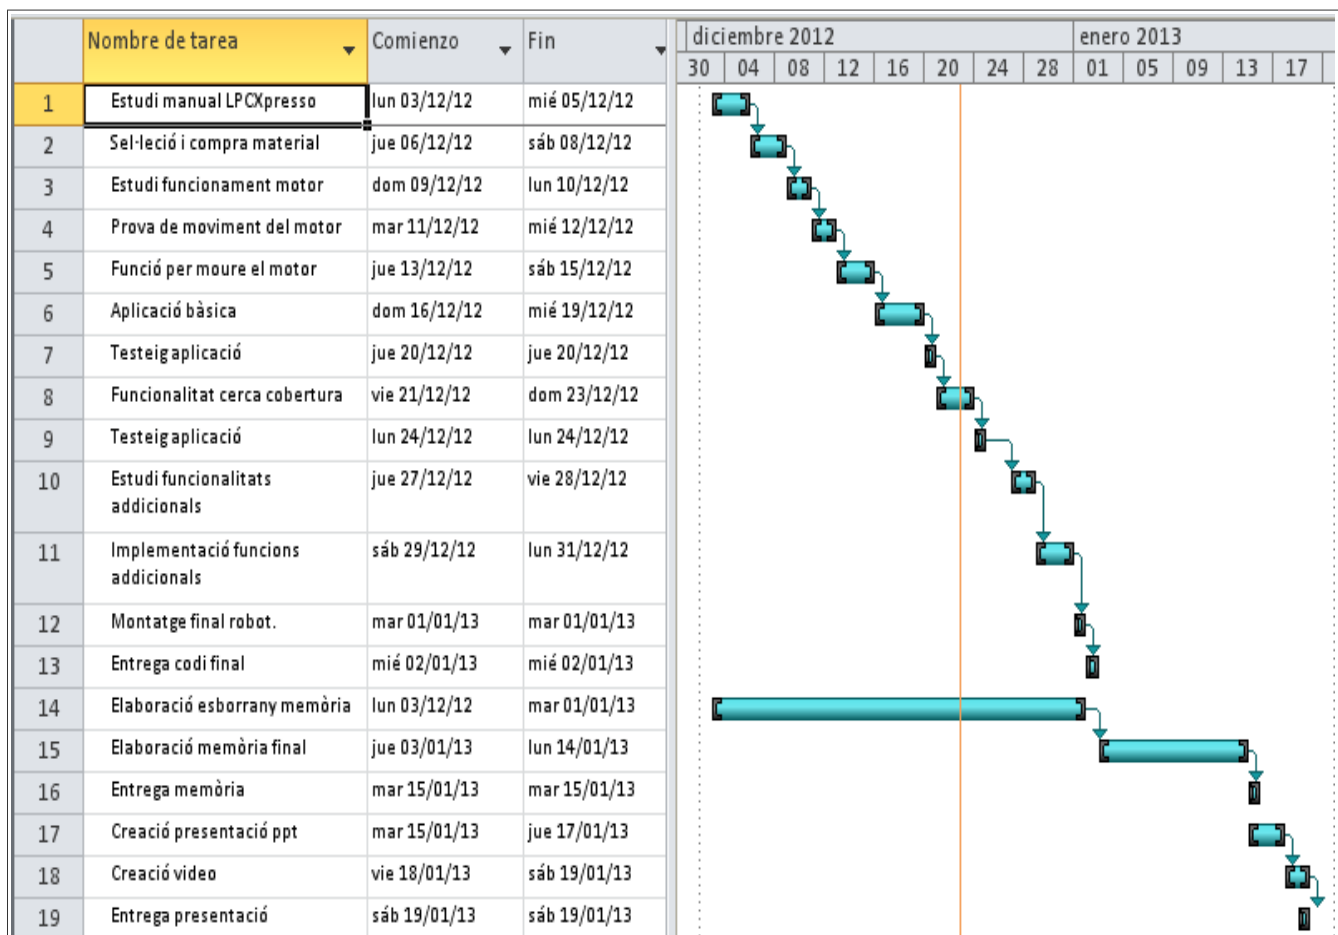 Nombre de tarea Comienzo Fin diciembre 2012 enero 2013
30 04 08 12 16 20 24 28 01 05 09 13 17
1 Estudi manual LPCXpresso lun 03/12/12 mié 05/12/12
2 Sel·leció i compra material jue 06/12/12 sáb 08/12/12
3 Estudi funcionament motor dom 09/12/12 lun 10/12/12
4 Prova de moviment del motor mar 11/12/12 mié 12/12/12
5 Funció per moure el motor jue 13/12/12 sáb 15/12/12
6 Aplicació bàsica dom 16/12/12 mié 19/12/12
7 Testeig aplicació jue 20/12/12 jue 20/12/12
8 Funcionalitat cerca cobertura vie 21/12/12 dom 23/12/12
9 Testeig aplicació lun 24/12/12 lun 24/12/12
10 Estudi funcionalitats jue 27/12/12 vie 28/12/12
addicionals
11 Implementació funcions sáb 29/12/12 lun 31/12/12
addicionals
12 Montatge final robot. mar 01/01/13 mar 01/01/13
13 Entrega codi final mié 02/01/13 mié 02/01/13
14 Elaboració esborrany memòria lun 03/12/12 mar 01/01/13
15 Elaboració memòria final jue 03/01/13 lun 14/01/13
16 Entrega memòria mar 15/01/13 mar 15/01/13
17 Creació presentació ppt mar 15/01/13 jue 17/01/13
18 Creació video vie 18/01/13 sáb 19/01/13
19 Entrega presentació sáb 19/01/13 sáb 19/01/13